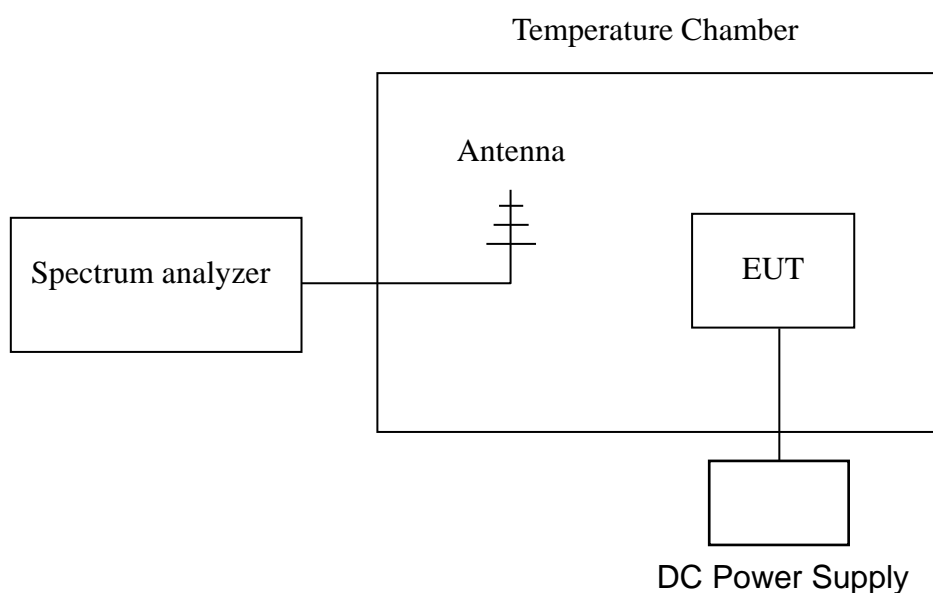 Temperature Chamber
Antenna
Spectrum analyzer
EUT
DC Power Supply